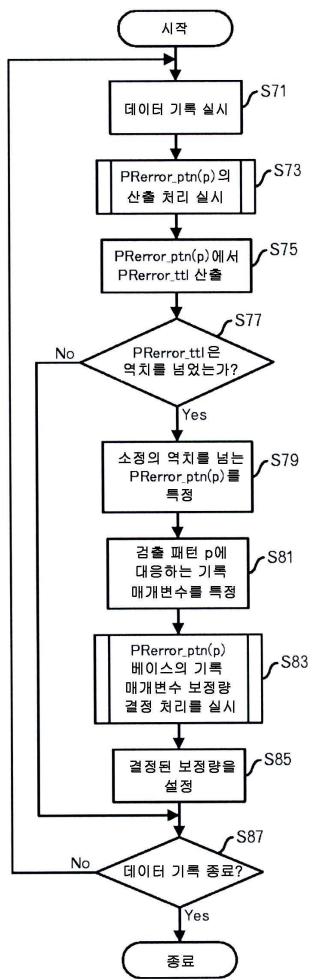 시작
데이터 기록 실시
S71
PRerror_ptn(p)의
산출 처리 실시
S73
PRerror_ptn(p)에서
PRerror_ttl 산출
S75
PRerror_ttl은
역치를 넘었는가?
S77
No
Yes
소정의 역치를 넘는
PRerror_ptn(p)를
특정
S79
검출 패턴 p에
대응하는 기록
매개변수를 특정
S81
PRerror_ptn(p)
베이스의 기록
매개변수 보정량
결정 처리를 실시
S83
결정된 보정량을
설정
S85
데이터 기록 종료?
S87
No
Yes
종료